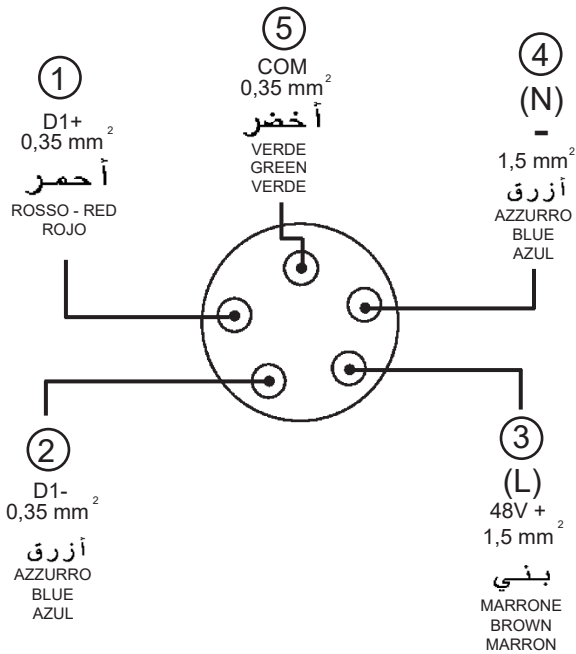 1
D1+
0,35 mm²
أحمر
ROSSO - RED
ROJO
5
COM
0,35 mm²
أخضر
VERDE
GREEN
VERDE
4
(N)
-
1,5 mm²
أزرق
AZZURRO
BLUE
AZUL
2
D1-
0,35 mm²
أزرق
AZZURRO
BLUE
AZUL
3
(L)
48V +
1,5 mm²
بني
MARRONE
BROWN
MARRON